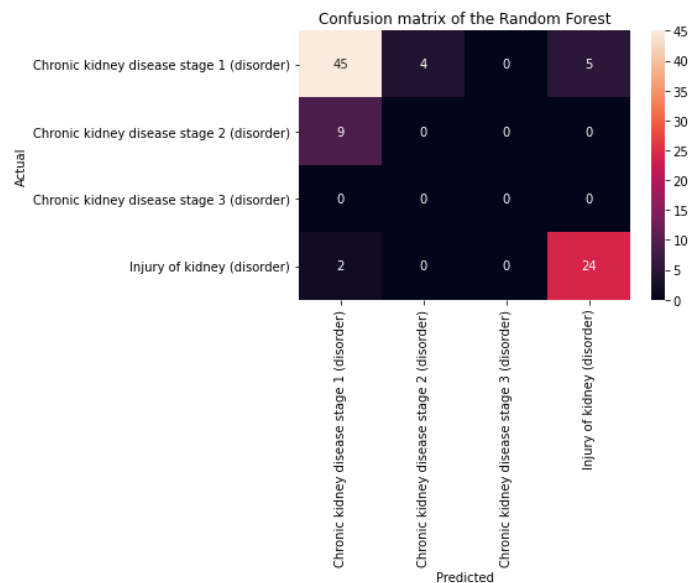 Confusion matrix of the Random Forest
Chronic kidney disease stage 1 (disorder)
45 4 0 5
Chronic kidney disease stage 2 (disorder)
9 0 0 0
Chronic kidney disease stage 3 (disorder)
0 0 0 0
Injury of kidney (disorder)
2 0 0 24
Actual
45
40
35
30
25
20
15
10
5
0
Chronic kidney disease stage 1 (disorder)
Chronic kidney disease stage 2 (disorder)
Chronic kidney disease stage 3 (disorder)
Injury of kidney (disorder)
Predicted